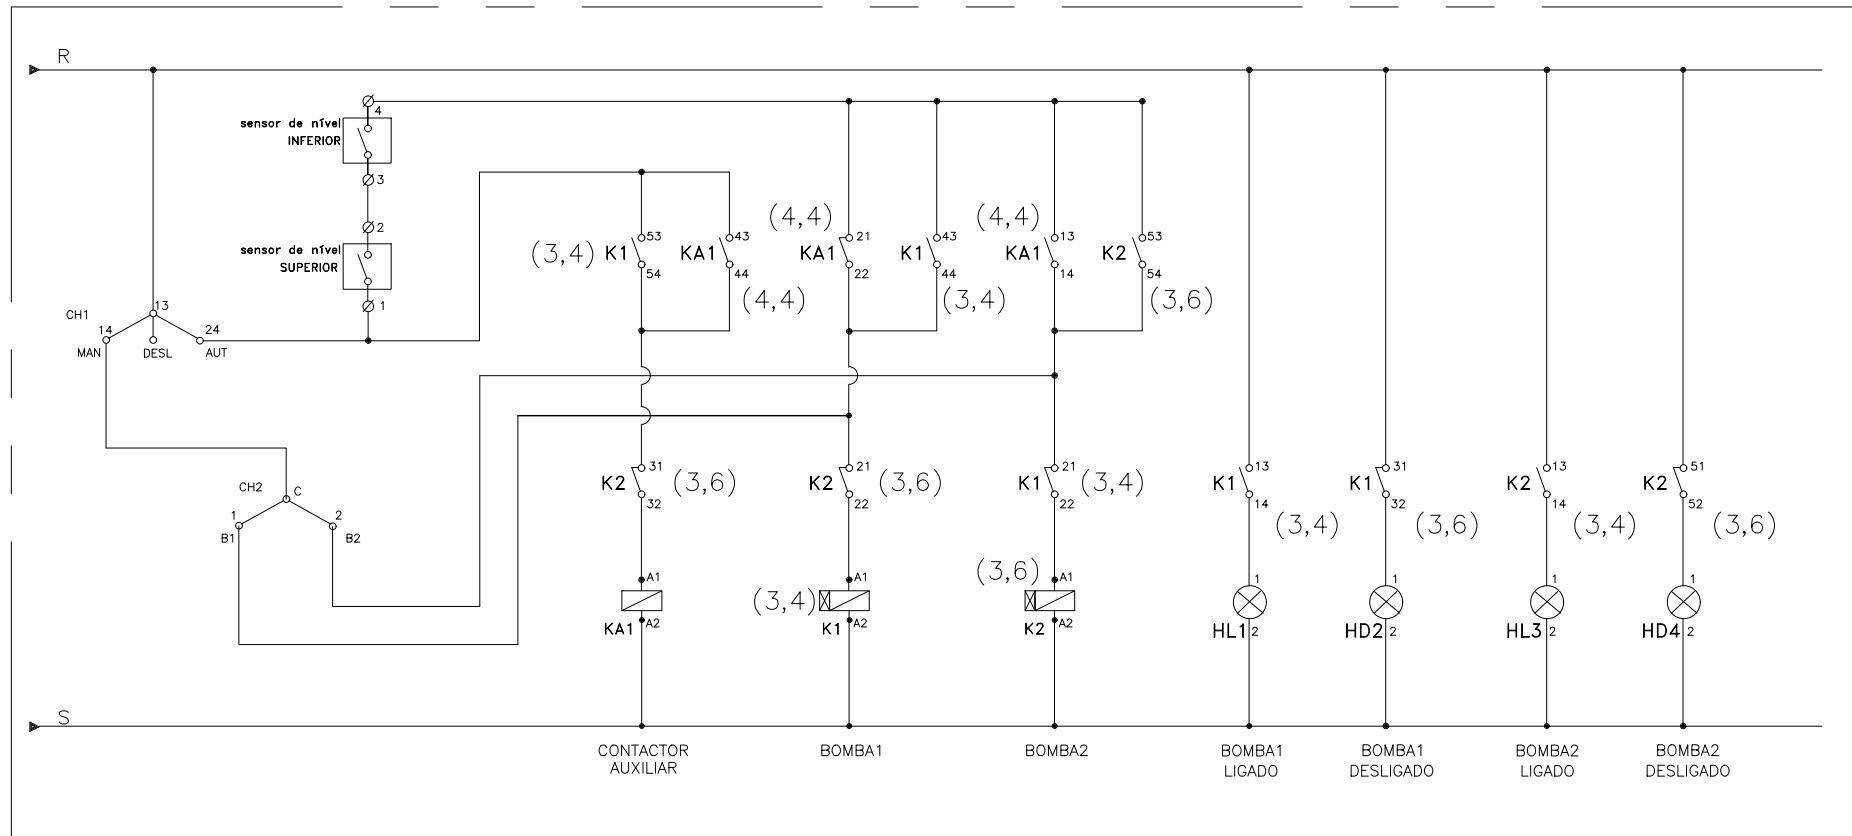 R
4
sensor de nível
INFERIOR
3
2
sensor de nível
SUPERIOR
1
(3,4) K1 53 54
KA1 43 44
(4,4)
(4,4)
KA1 21 22
K1 43 44
(3,4)
(4,4)
KA1 13 14
K2 53 54
(3,6)
CH1
13
14
24
MAN
DESL
AUT
CH2
C
1
2
B1
B2
K2 31 32 (3,6)
K2 21 22 (3,6)
K1 21 22 (3,4)
K1 13 14 (3,4)
K1 31 32 (3,6)
K2 13 14 (3,4)
K2 51 52 (3,6)
A1
KA1 A2
(3,4)
A1
K1 A2
(3,6)
A1
K2 A2
1
HL1 2
1
HD2 2
1
HL3 2
1
HD4 2
S
CONTACTOR
AUXILIAR
BOMBA1
BOMBA2
BOMBA1
LIGADO
BOMBA1
DESLIGADO
BOMBA2
LIGADO
BOMBA2
DESLIGADO